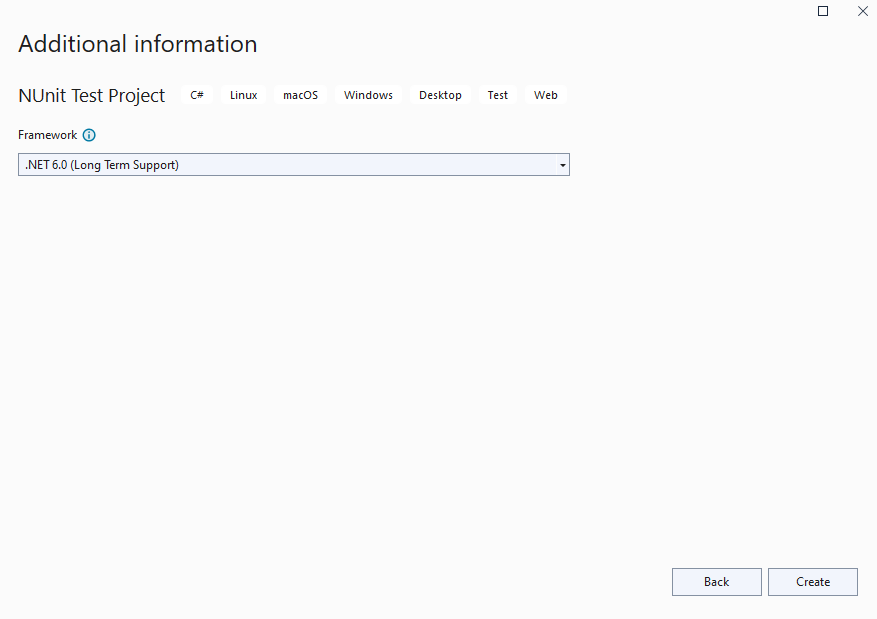 Additional information
NUnit Test Project C# Linux macOS Windows Desktop Test Web
Framework
.NET 6.0 (Long Term Support)
Back Create